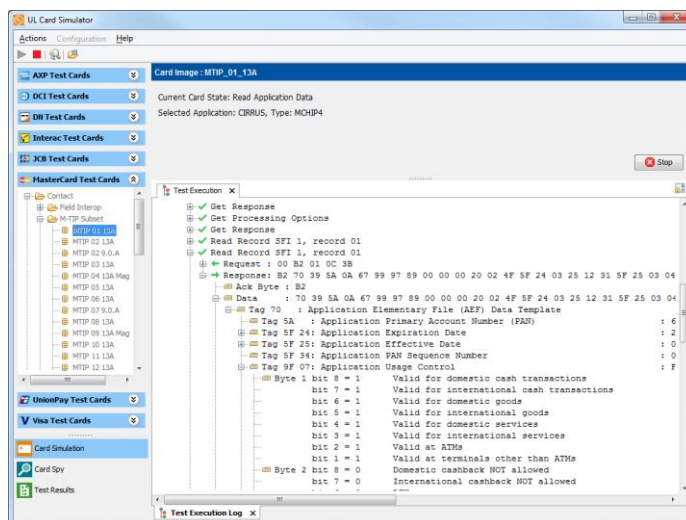 UL Card Simulator
Actions Configuration Help
AXP Test Cards
DCI Test Cards
DN Test Cards
Interac Test Cards
JCB Test Cards
MasterCard Test Cards
Contact
Field Interop
M-TIP Subset
MTIP 01 13A
MTIP 02 13A
MTIP 02 9.0.A
MTIP 03 13A
MTIP 04 13A Mag
MTIP 05 13A
MTIP 06 13A
MTIP 07 9.0.A
MTIP 08 13A
MTIP 09 13A Mag
MTIP 10 13A
MTIP 11 13A
MTIP 12 13A
UnionPay Test Cards
Visa Test Cards
Card Simulation
Card Spy
Test Results
Card Image : MTIP_01_13A
Current Card State: Read Application Data
Selected Application: CIRRUS, Type: MCHIP4
Stop
Test Execution X
Get Response
Get Processing Options
Get Response
Read Record SFI 1, record 01
Read Record SFI 1, record 01
Request : 00 B2 01 0C 3B
Response: B2 70 39 5A 0A 67 99 97 89 00 00 00 20 02 4F 5F 24 03 25 12 31 5F 25 03 04
Ack Byte : B2
Data : 70 39 5A 0A 67 99 97 89 00 00 00 20 02 4F 5F 24 03 25 12 31 5F 25 03 04
Tag 70 : Application Elementary File (AEF) Data Template
Tag 5A : Application Primary Account Number (PAN) : 6
Tag 5F 24: Application Expiration Date : 2
Tag 5F 25: Application Effective Date : 0
Tag 5F 34: Application PAN Sequence Number : 0
Tag 9F 07: Application Usage Control : F
Byte 1 bit 8 = 1 Valid for domestic cash transactions
bit 7 = 1 Valid for international cash transactions
bit 6 = 1 Valid for domestic goods
bit 5 = 1 Valid for international goods
bit 4 = 1 Valid for domestic services
bit 3 = 1 Valid for international services
bit 2 = 1 Valid at ATMs
bit 1 = 1 Valid at terminals other than ATMs
Byte 2 bit 8 = 0 Domestic cashback NOT allowed
bit 7 = 0 International cashback NOT allowed
Test Execution Log X